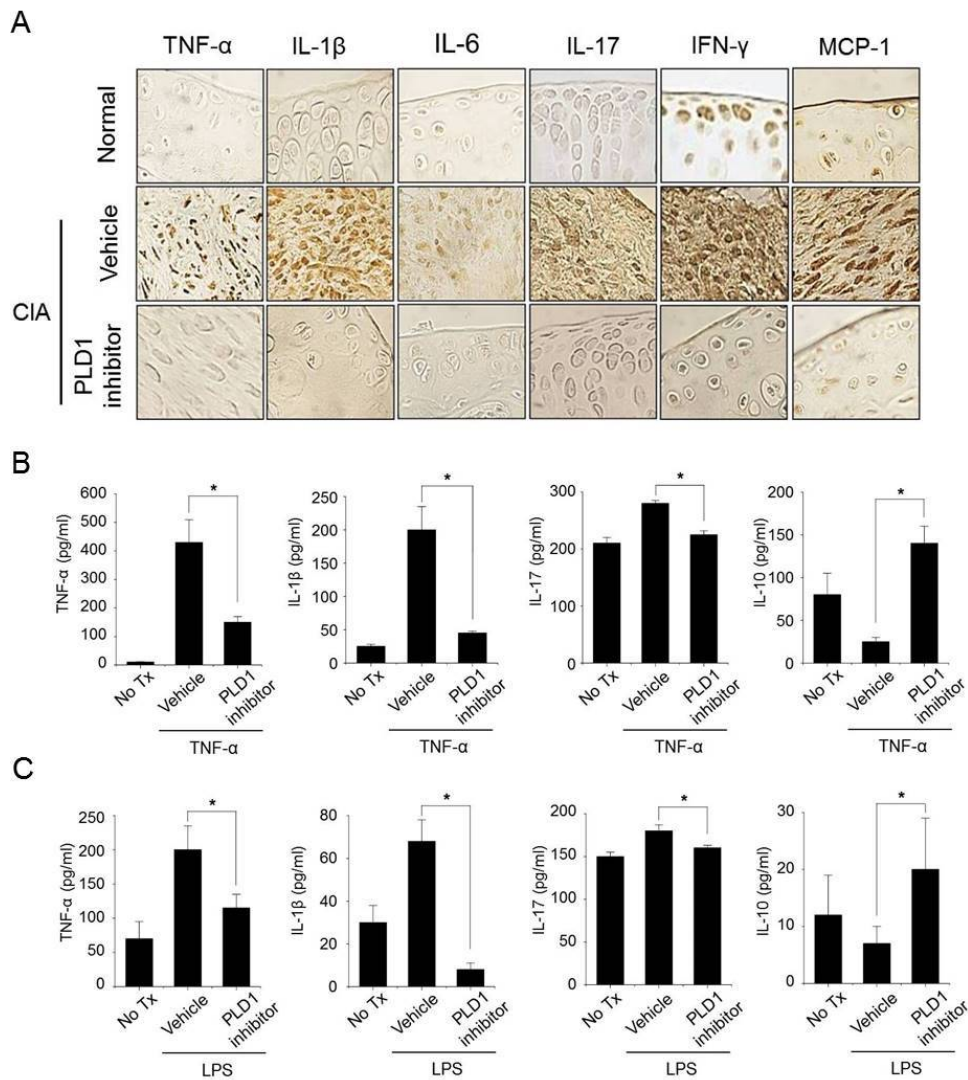 A
TNF-α IL-1β IL-6 IL-17 IFN-γ MCP-1
Normal
CIA
Vehicle
PLD1
inhibitor
B
TNF-α (pg/ml)
600
500
400
300
200
100
0
*
No Tx
Vehicle
PLD1
inhibitor
TNF-α
IL-1β (pg/ml)
250
200
150
100
50
0
*
No Tx
Vehicle
PLD1
inhibitor
TNF-α
IL-17 (pg/ml)
300
200
100
0
*
No Tx
Vehicle
PLD1
inhibitor
TNF-α
IL-10 (pg/ml)
200
150
100
50
0
*
No Tx
Vehicle
PLD1
inhibitor
TNF-α
C
TNF-α (pg/ml)
250
200
150
100
50
0
*
No Tx
Vehicle
PLD1
inhibitor
LPS
IL-1β (pg/ml)
80
60
40
20
0
*
No Tx
Vehicle
PLD1
inhibitor
LPS
IL-17 (pg/ml)
200
150
100
50
0
*
No Tx
Vehicle
PLD1
inhibitor
LPS
IL-10 (pg/ml)
30
20
10
0
*
No Tx
Vehicle
PLD1
inhibitor
LPS